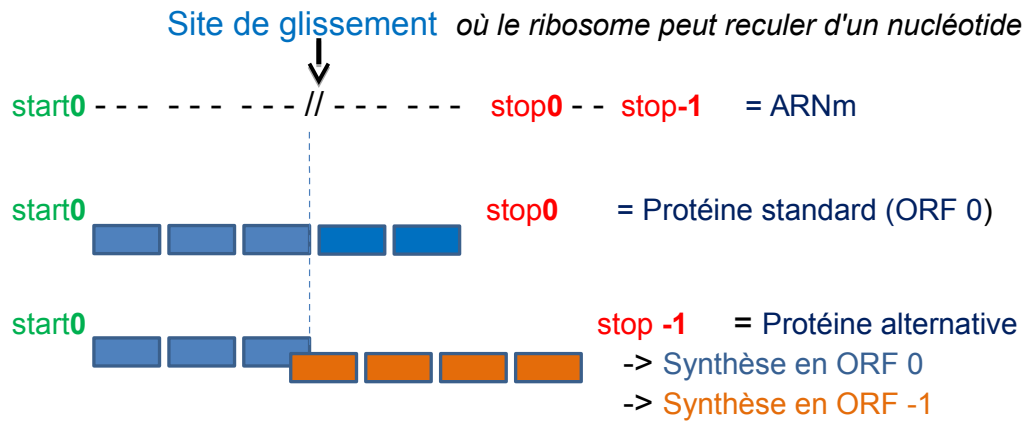 Site de glissement où le ribosome peut reculer d'un nucléotide
start0 - - - - - - - - - // - - - - - - stop0 - - stop-1 = ARNm
start0 stop0 = Protéine standard (ORF 0)
start0 stop -1 = Protéine alternative
-> Synthèse en ORF 0
-> Synthèse en ORF -1